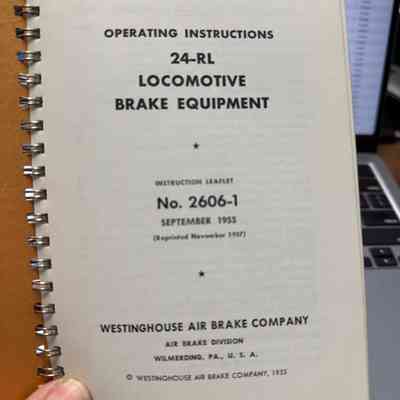 OPERATING INSTRUCTIONS
24-RL
LOCOMOTIVE
BRAKE EQUIPMENT
INSTRUCTION LEAFLET
No. 2606-1
SEPTEMBER 1955
(Reprinted November 1957)
WESTINGHOUSE AIR BRAKE COMPANY
AIR BRAKE DIVISION
WILMERDING, PA., U. S. A.
© WESTINGHOUSE AIR BRAKE COMPANY, 1955